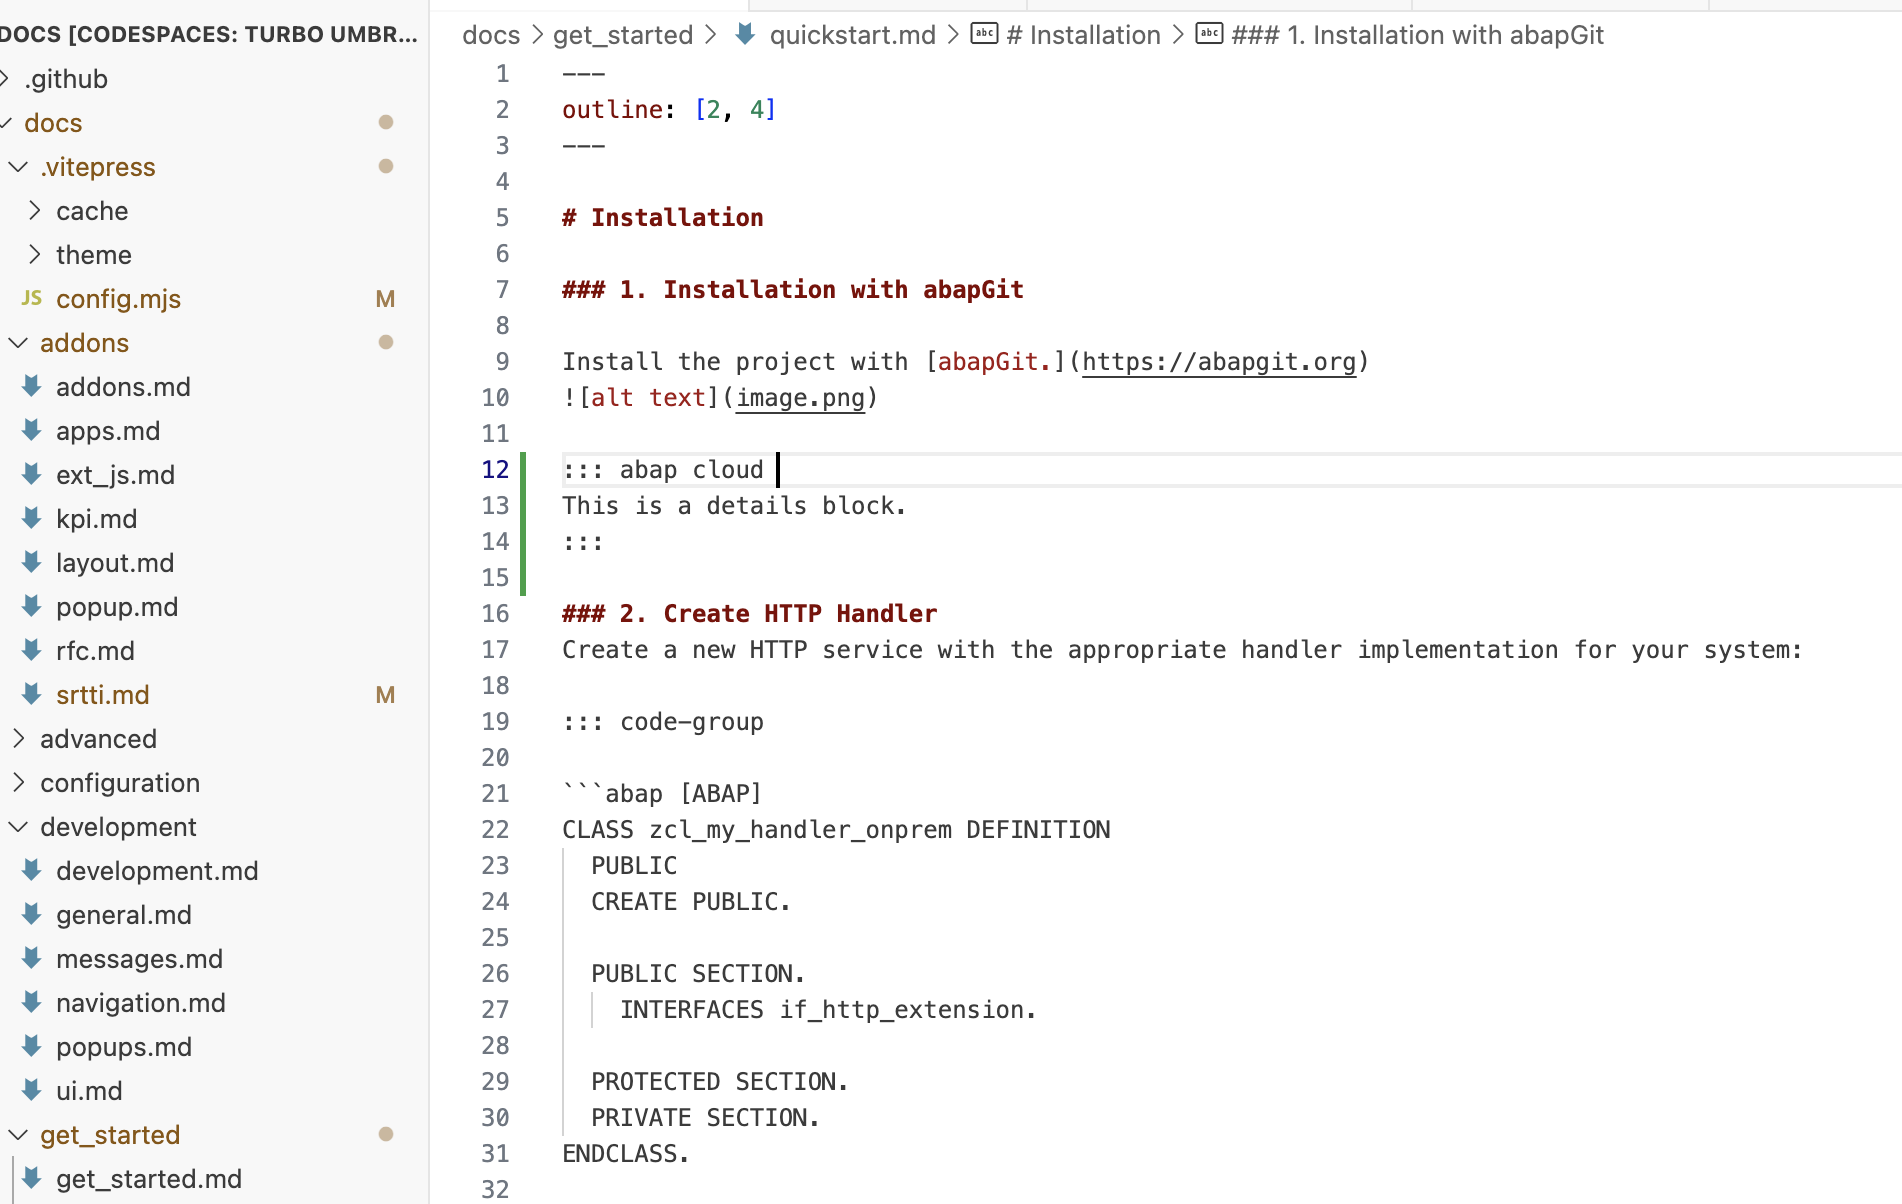 DOCS [CODESPACES: TURBO UMBR...
.github
docs
.vitepress
cache
theme
JS config.mjs M
addons
addons.md
apps.md
ext_js.md
kpi.md
layout.md
popup.md
rfc.md
srtti.md M
advanced
configuration
development
development.md
general.md
messages.md
navigation.md
popups.md
ui.md
get_started
get_started.md
docs > get_started > quickstart.md > abc # Installation > abc ### 1. Installation with abapGit
1 ---
2 outline: [2, 4]
3 ---
4
5 # Installation
6
7 ### 1. Installation with abapGit
8
9 Install the project with [abapGit.](https://abapgit.org)
10 ![alt text](image.png)
11
12 ::: abap cloud
13 This is a details block.
14 :::
15
16 ### 2. Create HTTP Handler
17 Create a new HTTP service with the appropriate handler implementation for your system:
18
19 ::: code-group
20
21 ```abap [ABAP]
22 CLASS zcl_my_handler_onprem DEFINITION
23 PUBLIC
24 CREATE PUBLIC.
25
26 PUBLIC SECTION.
27 INTERFACES if_http_extension.
28
29 PROTECTED SECTION.
30 PRIVATE SECTION.
31 ENDCLASS.
32